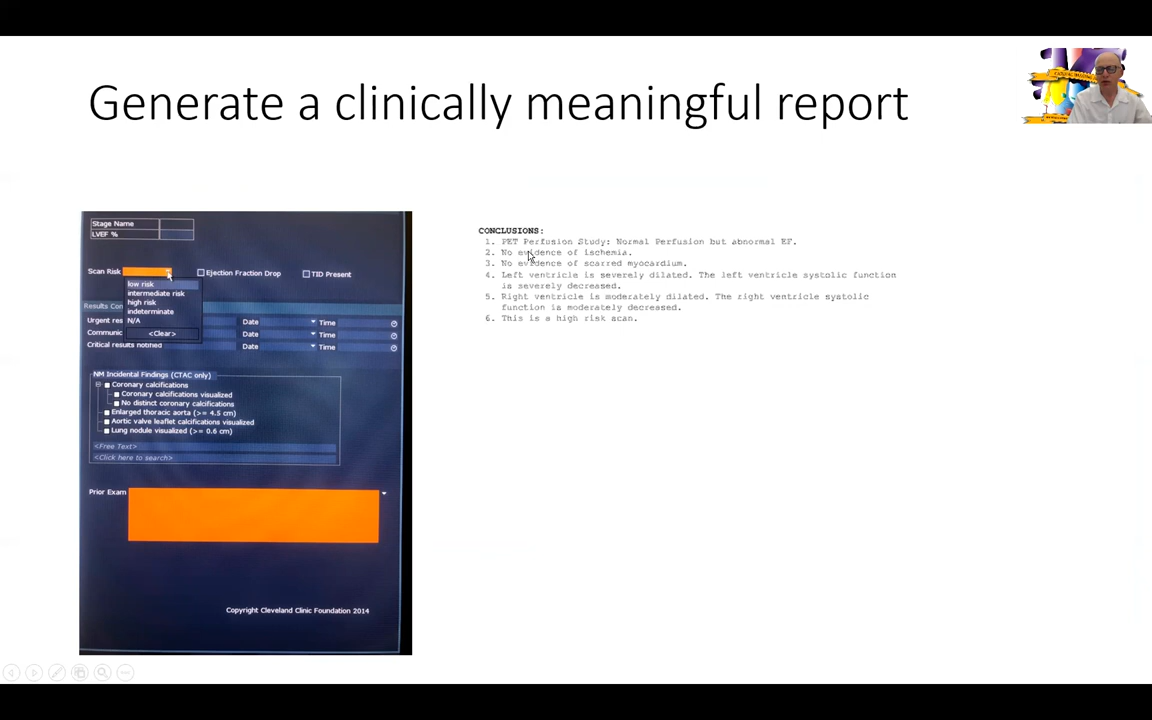 Generate a clinically meaningful report
Stage Name
LVEF %
Scan Risk
Ejection Fraction Drop
TID Present
low risk
intermediate risk
high risk
indeterminate
N/A
<Clear>
Results Con
Urgent res
Date
Time
Communic
Date
Time
Critical results notified
Date
Time
NM Incidental Findings (CTAC only)
Coronary calcifications
Coronary calcifications visualized
No distinct coronary calcifications
Enlarged thoracic aorta (>= 4.5 cm)
Aortic valve leaflet calcifications visualized
Lung nodule visualized (>= 0.6 cm)
<Free Text>
<Click here to search>
Prior Exam
Copyright Cleveland Clinic Foundation 2014
CONCLUSIONS:
1. PET Perfusion Study: Normal Perfusion but abnormal EF.
2. No evidence of ischemia.
3. No evidence of scarred myocardium.
4. Left ventricle is severely dilated. The left ventricle systolic function
is severely decreased.
5. Right ventricle is moderately dilated. The right ventricle systolic
function is moderately decreased.
6. This is a high risk scan.